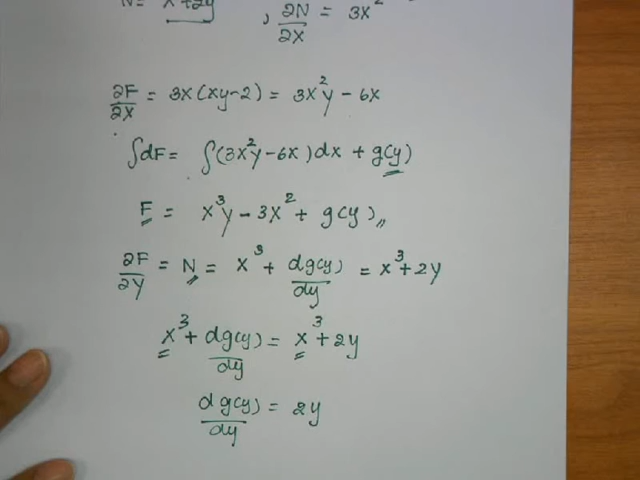 N = x³+2y , ∂N/∂x = 3x²
∂F/∂x = 3x(xy-2) = 3x²y - 6x
∫dF = ∫(3x²y-6x)dx + g(y)
F = x³y - 3x² + g(y)
∂F/∂y = N = x³ + dg(y)/dy = x³+2y
x³ + dg(y)/dy = x³+2y
dg(y)/dy = 2y